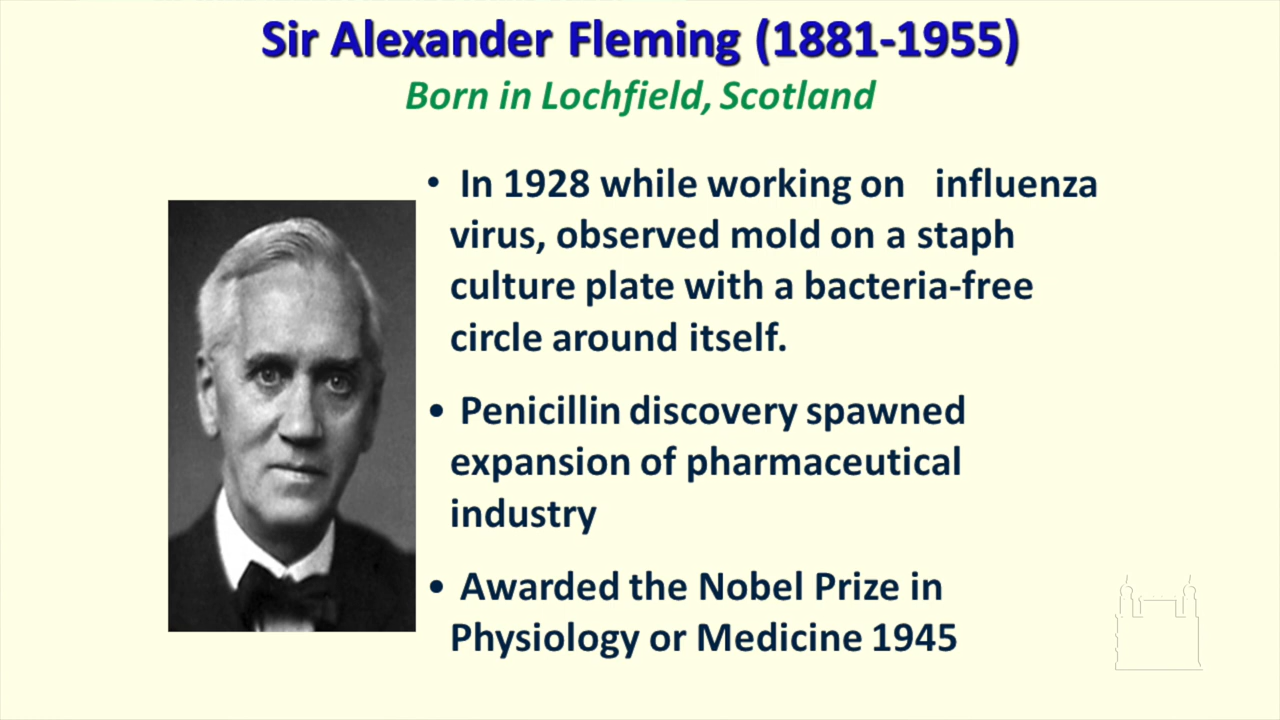 Sir Alexander Fleming (1881-1955)
Born in Lochfield, Scotland
• In 1928 while working on influenza
virus, observed mold on a staph
culture plate with a bacteria-free
circle around itself.
• Penicillin discovery spawned
expansion of pharmaceutical
industry
• Awarded the Nobel Prize in
Physiology or Medicine 1945